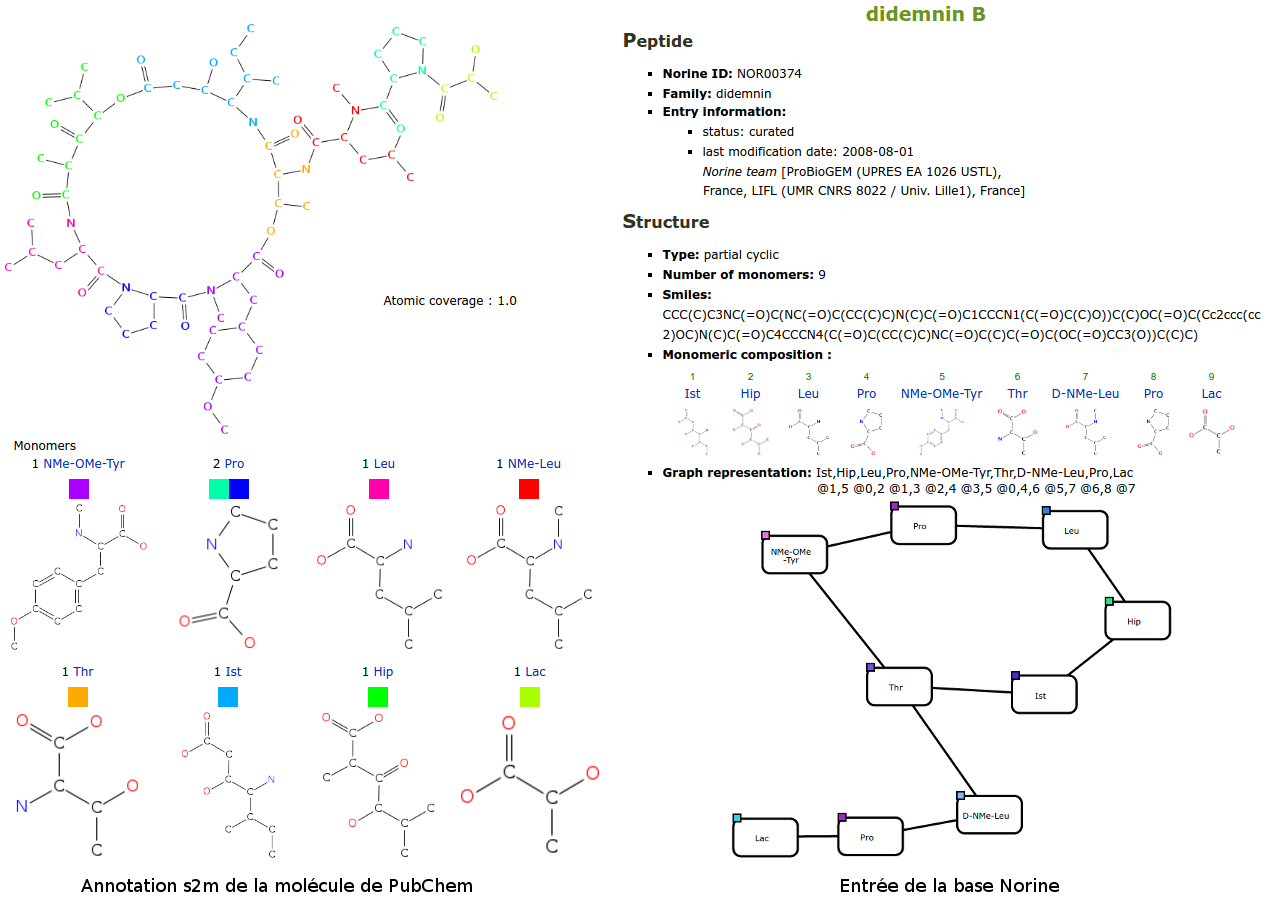 didemnin B
Peptide
Norine ID: NOR00374
Family: didemnin
Entry information:
status: curated
last modification date: 2008-08-01
Norine team [ProBioGEM (UPRES EA 1026 USTL),
France, LIFL (UMR CNRS 8022 / Univ. Lille1), France]
Structure
Type: partial cyclic
Number of monomers: 9
Smiles:
CCC(C)C3NC(=O)C(NC(=O)C(CC(C)C)N(C)C(=O)C1CCCN1(C(=O)C(C)O))C(C)OC(=O)C(Cc2ccc(cc
2)OC)N(C)C(=O)C4CCCN4(C(=O)C(CC(C)C)NC(=O)C(C)C(=O)C(OC(=O)CC3(O))C(C)C)
Monomeric composition :
1 2 3 4 5 6 7 8 9
Ist Hip Leu Pro NMe-OMe-Tyr Thr D-NMe-Leu Pro Lac
Graph representation: Ist,Hip,Leu,Pro,NMe-OMe-Tyr,Thr,D-NMe-Leu,Pro,Lac
@1,5 @0,2 @1,3 @2,4 @3,5 @0,4,6 @5,7 @6,8 @7
Pro
Leu
NMe-OMe
-Tyr
Hip
Thr
Ist
D-NMe-Leu
Lac
Pro
Entrée de la base Norine
Atomic coverage : 1.0
Monomers
1 NMe-OMe-Tyr
2 Pro
1 Leu
1 NMe-Leu
1 Thr
1 Ist
1 Hip
1 Lac
Annotation s2m de la molécule de PubChem